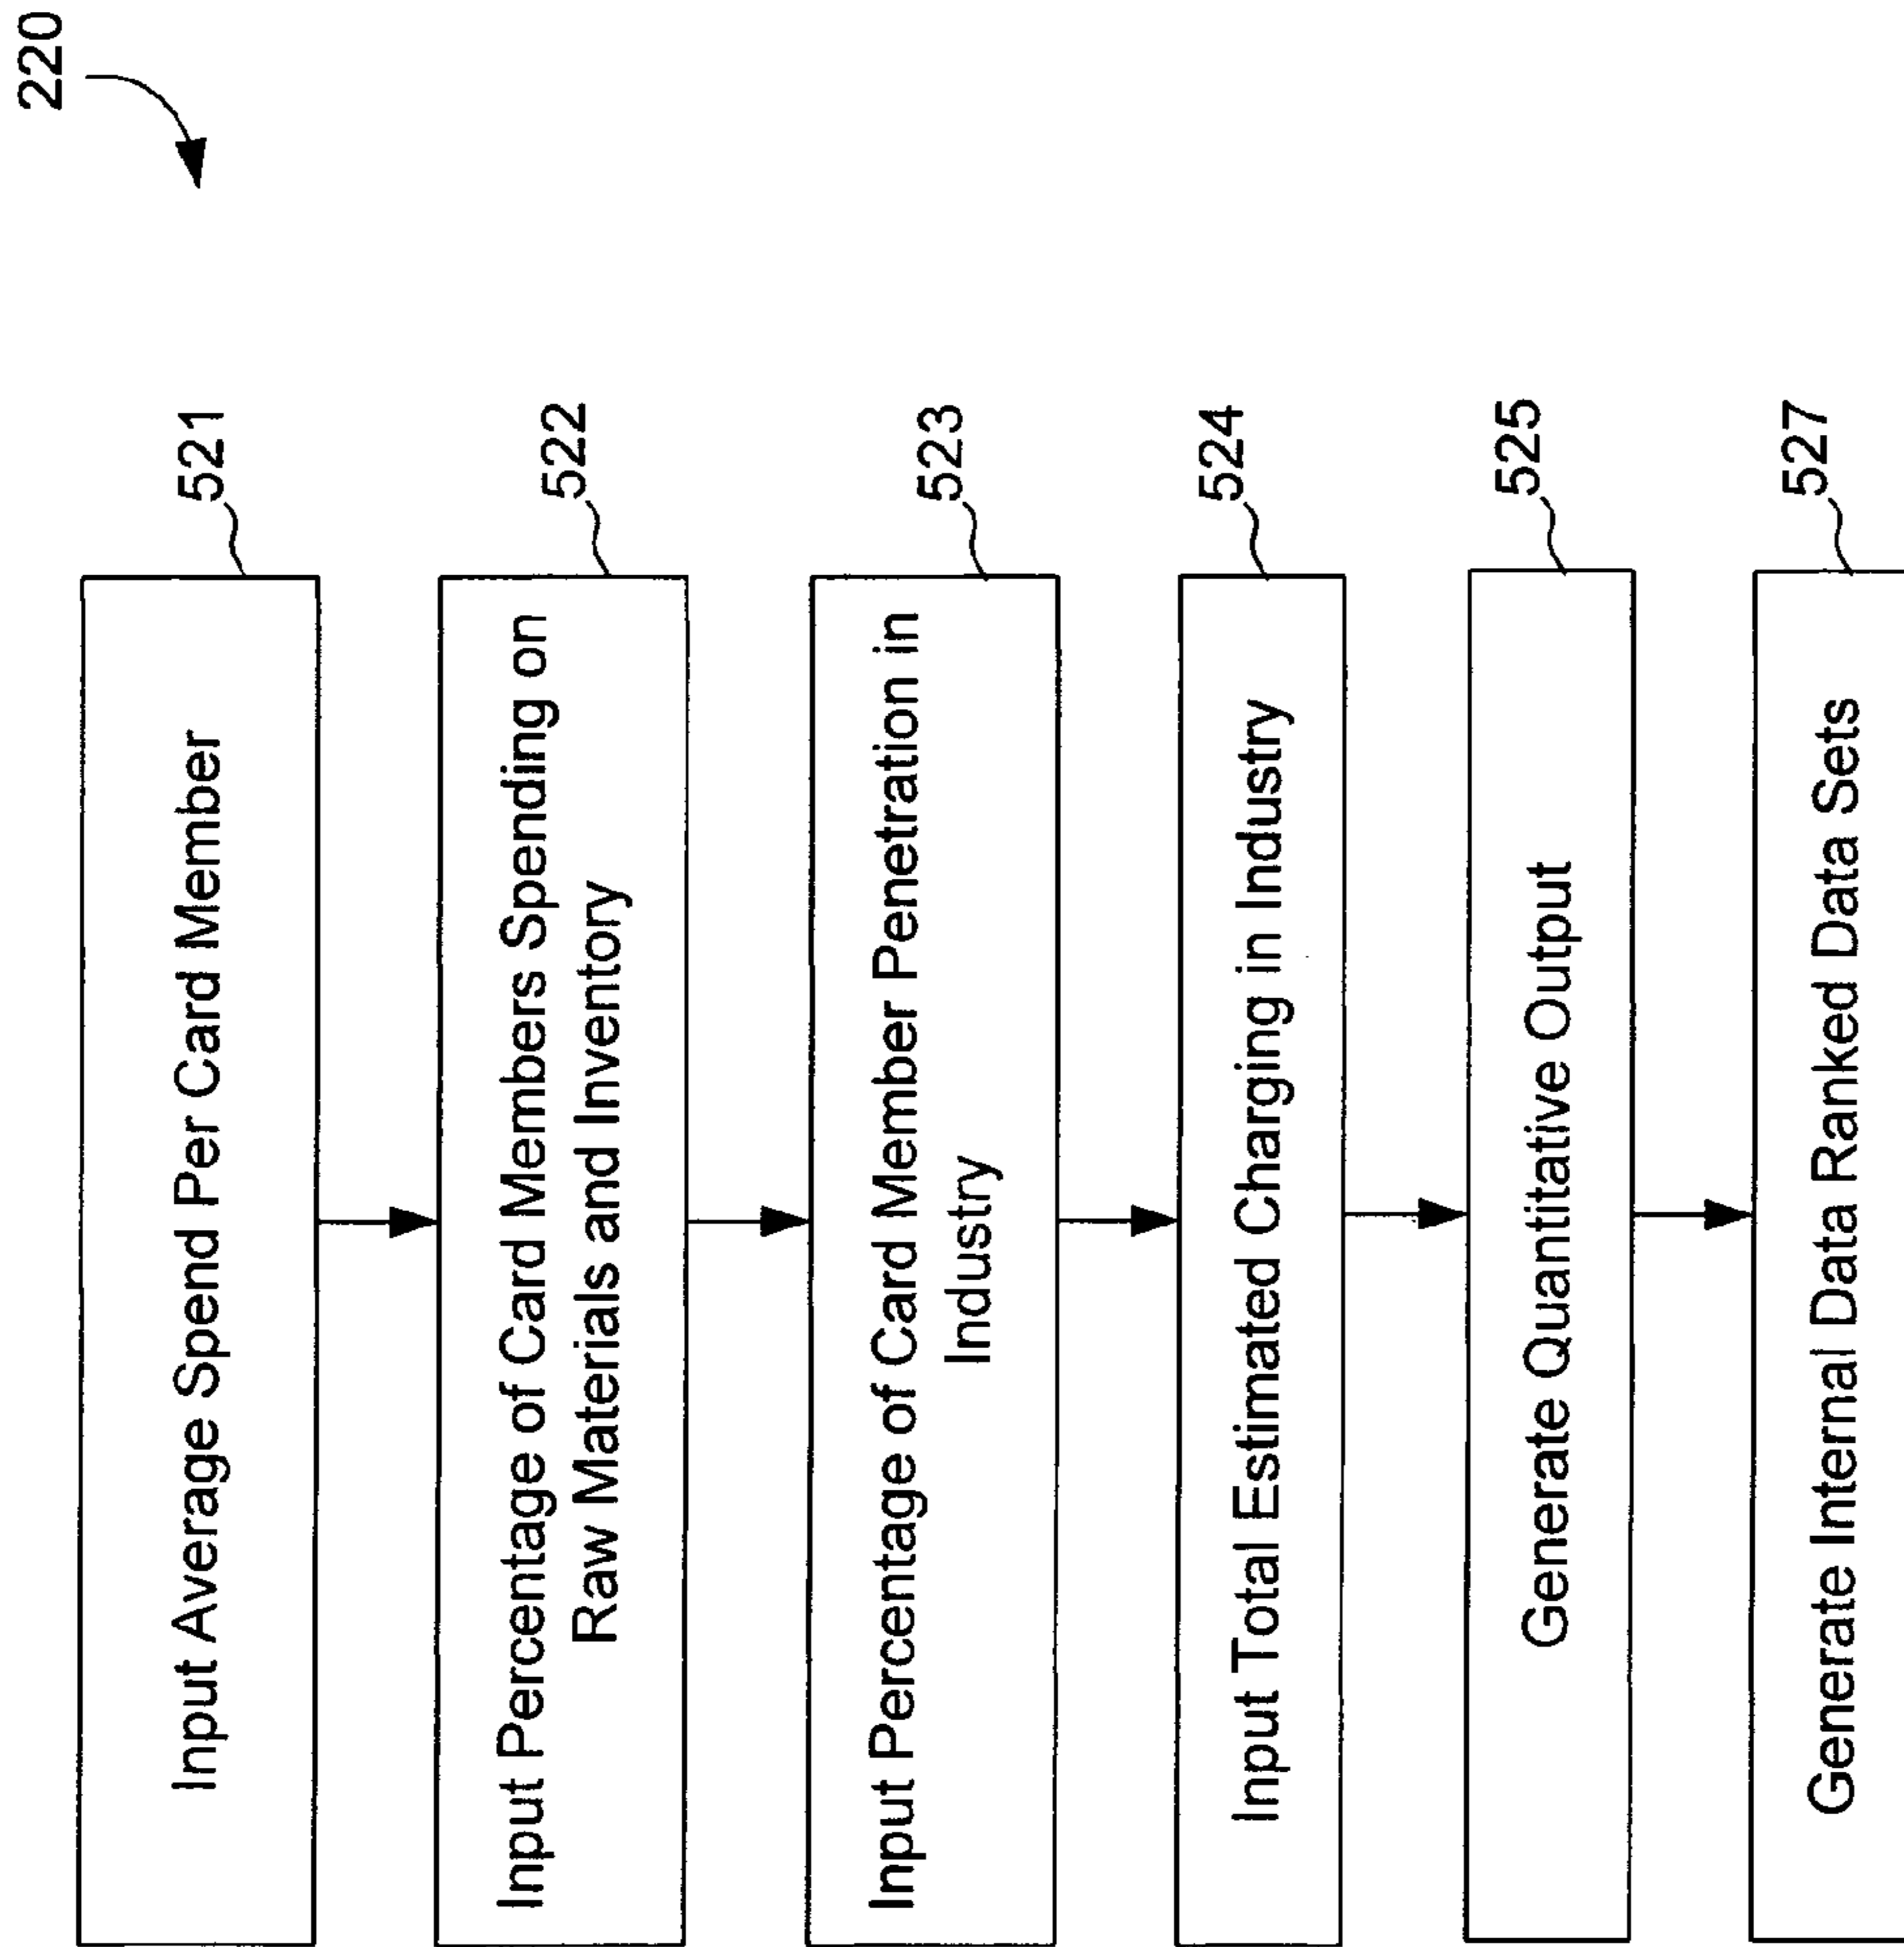 220
Input Average Spend Per Card Member
521
Input Percentage of Card Members Spending on
Raw Materials and Inventory
522
Input Percentage of Card Member Penetration in
Industry
523
Input Total Estimated Charging in Industry
524
Generate Quantitative Output
525
Generate Internal Data Ranked Data Sets
527